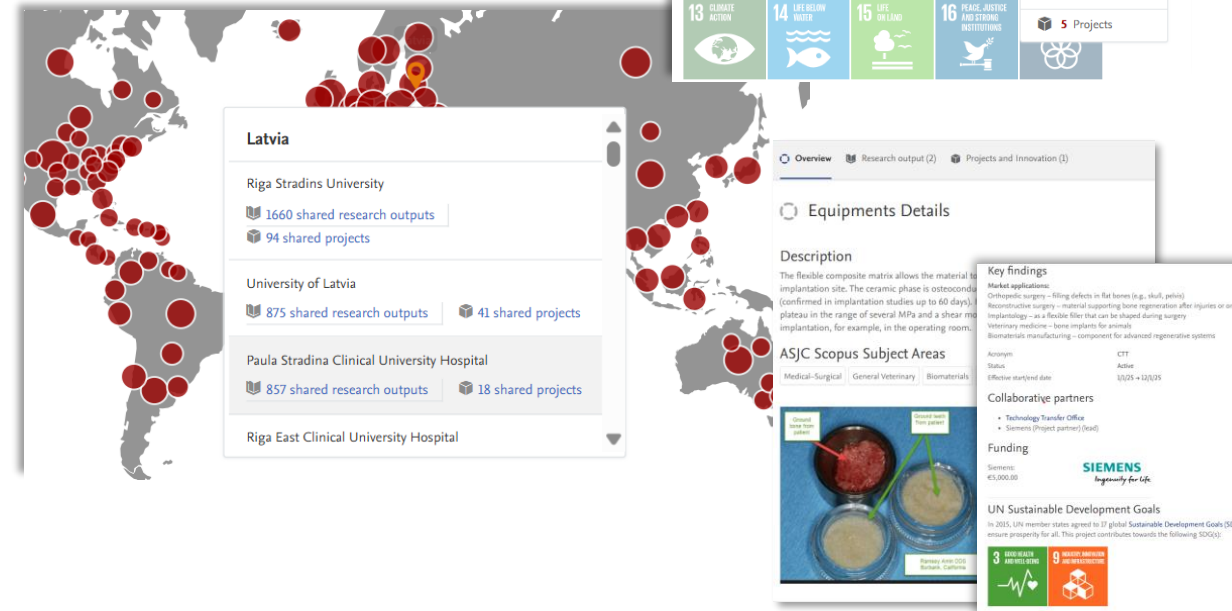 13 CLIMATE
ACTION
14 LIFE BELOW
WATER
15 LIFE
ON LAND
16 PEACE, JUSTICE
AND STRONG
INSTITUTIONS
5 Projects
Latvia
Riga Stradins University
1660 shared research outputs
94 shared projects
University of Latvia
875 shared research outputs 41 shared projects
Paula Stradina Clinical University Hospital
857 shared research outputs 18 shared projects
Riga East Clinical University Hospital
Overview Research output (2) Projects and Innovation (1)
Equipments Details
Description
The flexible composite matrix allows the material to
implantation site. The ceramic phase is osteocondu
(confirmed in implantation studies up to 60 days).
plateau in the range of several MPa and a shear mo
implantation, for example, in the operating room.
ASJC Scopus Subject Areas
Medical–Surgical General Veterinary Biomaterials
Ground
bone from
patient
Ground teeth
from patient
Ramsey Amin DDS
Burbank, California
Key findings
Market applications:
Orthopedic surgery – filling defects in flat bones (e.g., skull, pelvis)
Reconstructive surgery – material supporting bone regeneration after injuries or on
Implantology – as a flexible filler that can be shaped during surgery
Veterinary medicine – bone implants for animals
Biomaterials manufacturing – component for advanced regenerative systems
Acronym CTT
Status Active
Effective start/end date 1/1/25 → 12/1/25
Collaborative partners
• Technology Transfer Office
• Siemens (Project partner) (lead)
Funding
Siemens:
€5,000.00
SIEMENS
Ingenuity for life
UN Sustainable Development Goals
In 2015, UN member states agreed to 17 global Sustainable Development Goals (SD
ensure prosperity for all. This project contributes towards the following SDG(s):
3 GOOD HEALTH
AND WELL-BEING
9 INDUSTRY, INNOVATION
AND INFRASTRUCTURE